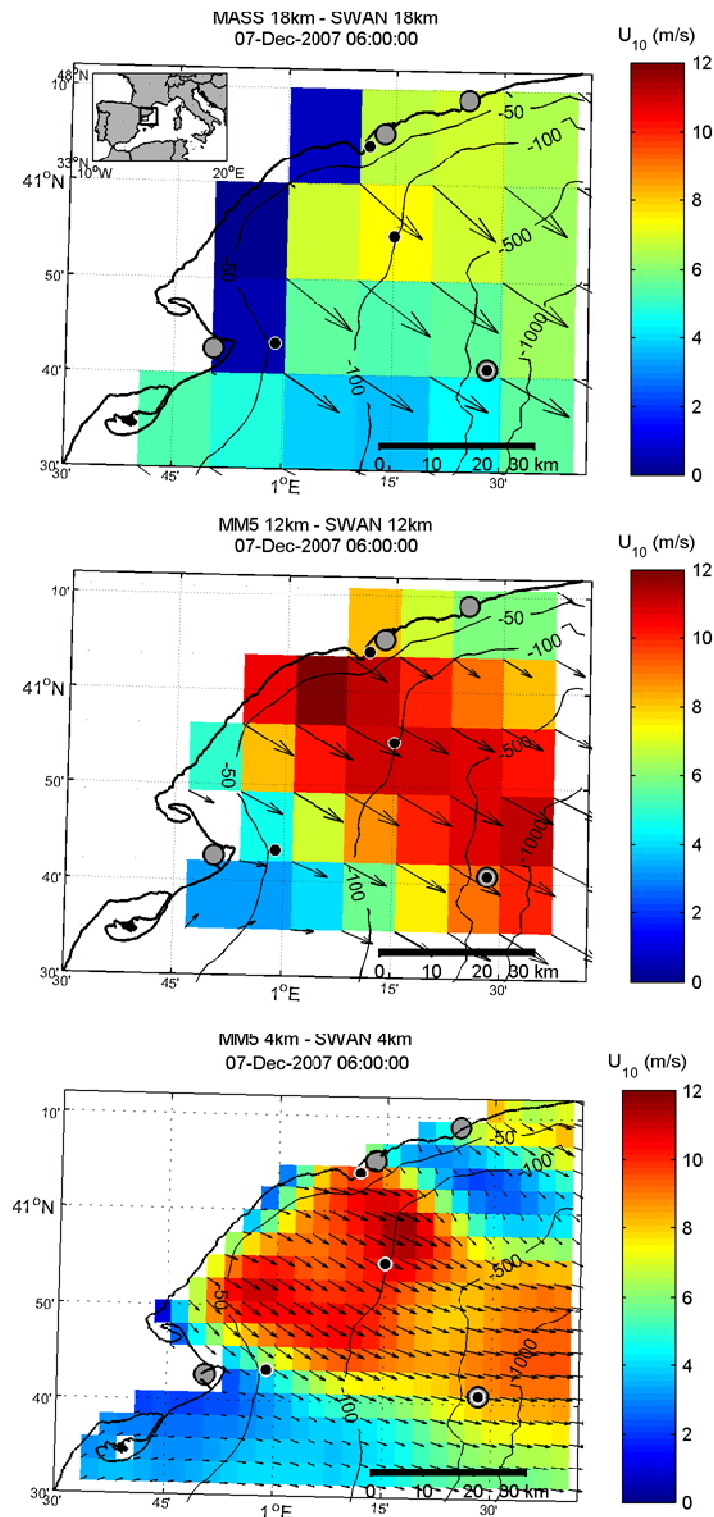 MASS 18km - SWAN 18km
07-Dec-2007 06:00:00
U10 (m/s)
48°N
33°N
10°W 20°E
10'
41°N
50'
40'
30'
30' 45' 1°E 15' 30'
-50
-100
-500
-1000
-50
-100
0 10 20 30 km
12
10
8
6
4
2
0
MM5 12km - SWAN 12km
07-Dec-2007 06:00:00
U10 (m/s)
10'
41°N
50'
40'
30'
30' 45' 1°E 15' 30'
-50
-100
-500
-1000
-50
-100
0 10 20 30 km
12
10
8
6
4
2
0
MM5 4km - SWAN 4km
07-Dec-2007 06:00:00
U10 (m/s)
10'
41°N
50'
40'
30'
30' 45' 1°E 15' 30'
-50
-100
-500
-1000
-50
-100
0 10 20 30 km
12
10
8
6
4
2
0